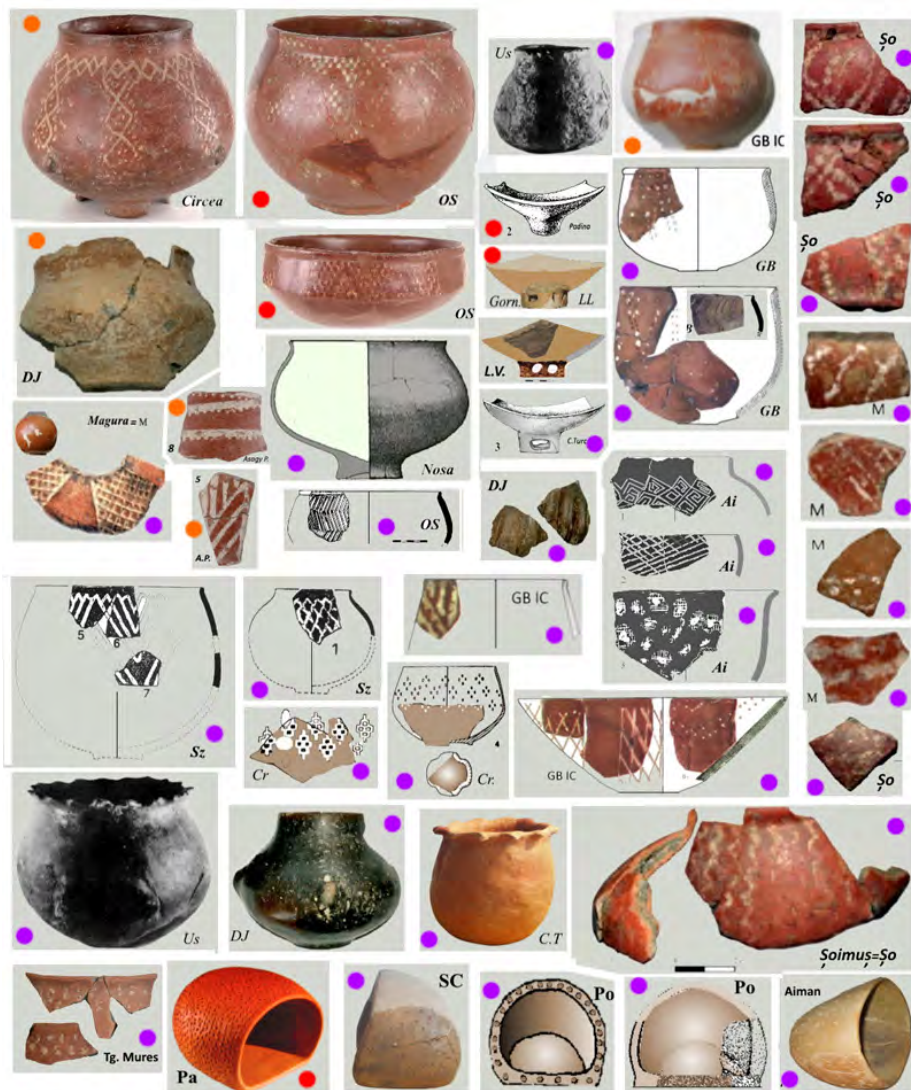 Circea
OS
Us
GB IC
Șo
Șo
2
Padina
GB
Șo
DJ
OS
Gorn.
LL
L.V.
GB
M
Magura = M
8
Nosa
3
C.Turc
M
5
A.P.
OS
DJ
1
Ai
2
Ai
M
5
6
7
Sz
1
Sz
GB IC
Ai
M
Cr
4
Cr.
GB IC
Șo
Us
DJ
C.T
Șoimuș=Șo
Tg. Mures
Pa
SC
Po
Po
Aiman